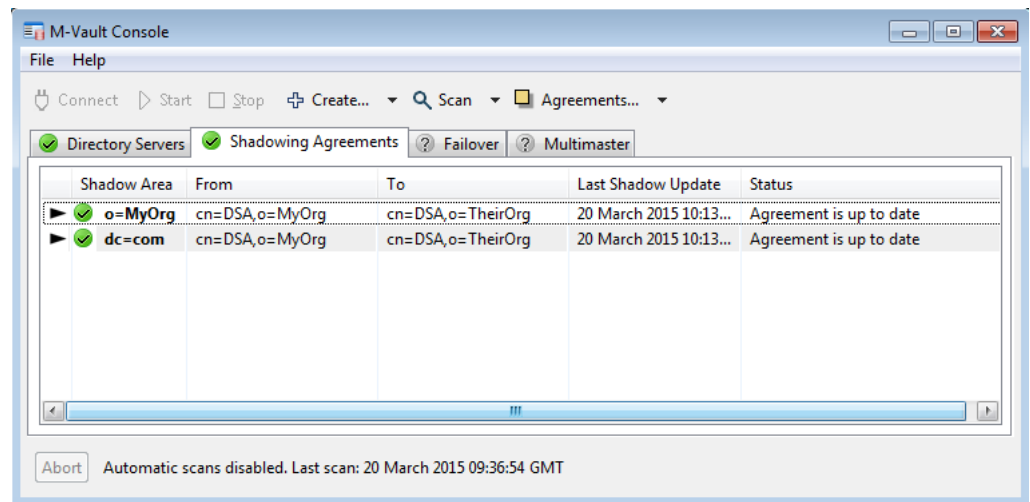 M-Vault Console
File Help
Connect Start Stop Create... Scan Agreements...
Directory Servers Shadowing Agreements ? Failover ? Multimaster
Shadow Area From To Last Shadow Update Status
o=MyOrg cn=DSA,o=MyOrg cn=DSA,o=TheirOrg 20 March 2015 10:13... Agreement is up to date
dc=com cn=DSA,o=MyOrg cn=DSA,o=TheirOrg 20 March 2015 10:13... Agreement is up to date
Abort Automatic scans disabled. Last scan: 20 March 2015 09:36:54 GMT